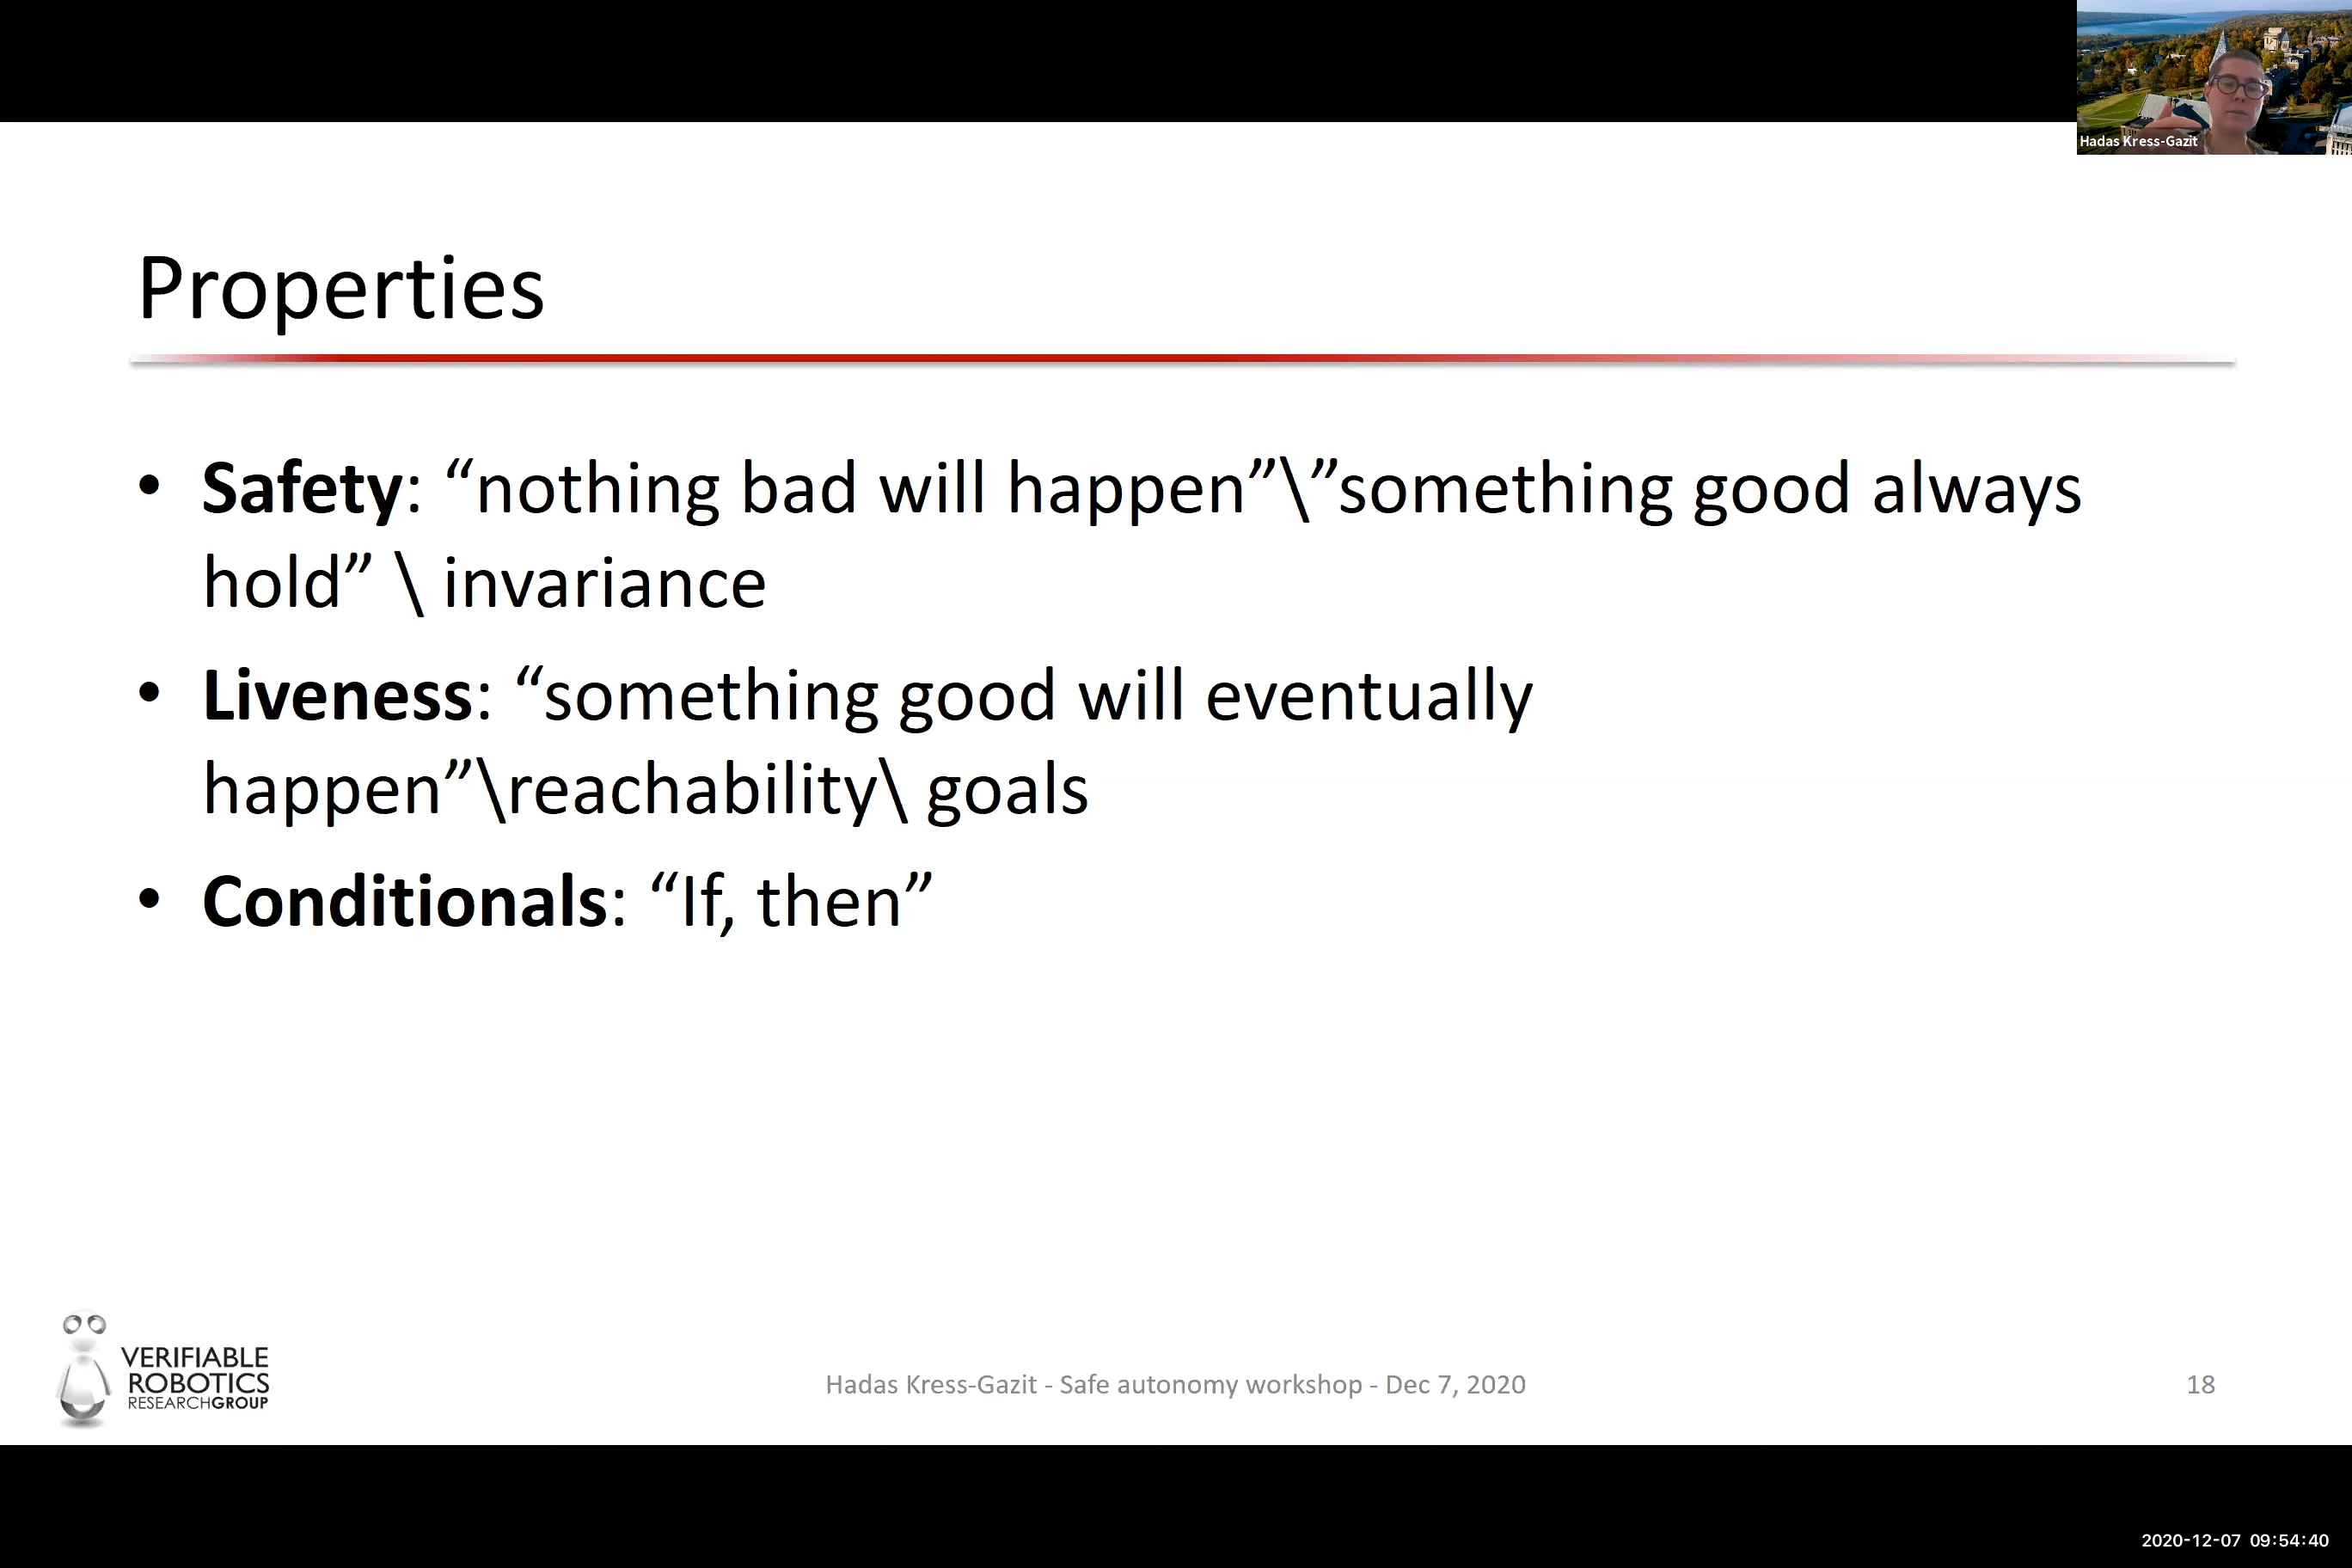 Hadas Kress-Gazit
Properties
• Safety: “nothing bad will happen”\”something good always
hold” \ invariance
• Liveness: “something good will eventually
happen”\reachability\ goals
• Conditionals: “If, then”
VERIFIABLE
ROBOTICS
RESEARCHGROUP
Hadas Kress-Gazit - Safe autonomy workshop - Dec 7, 2020
18
2020-12-07 09:54:40